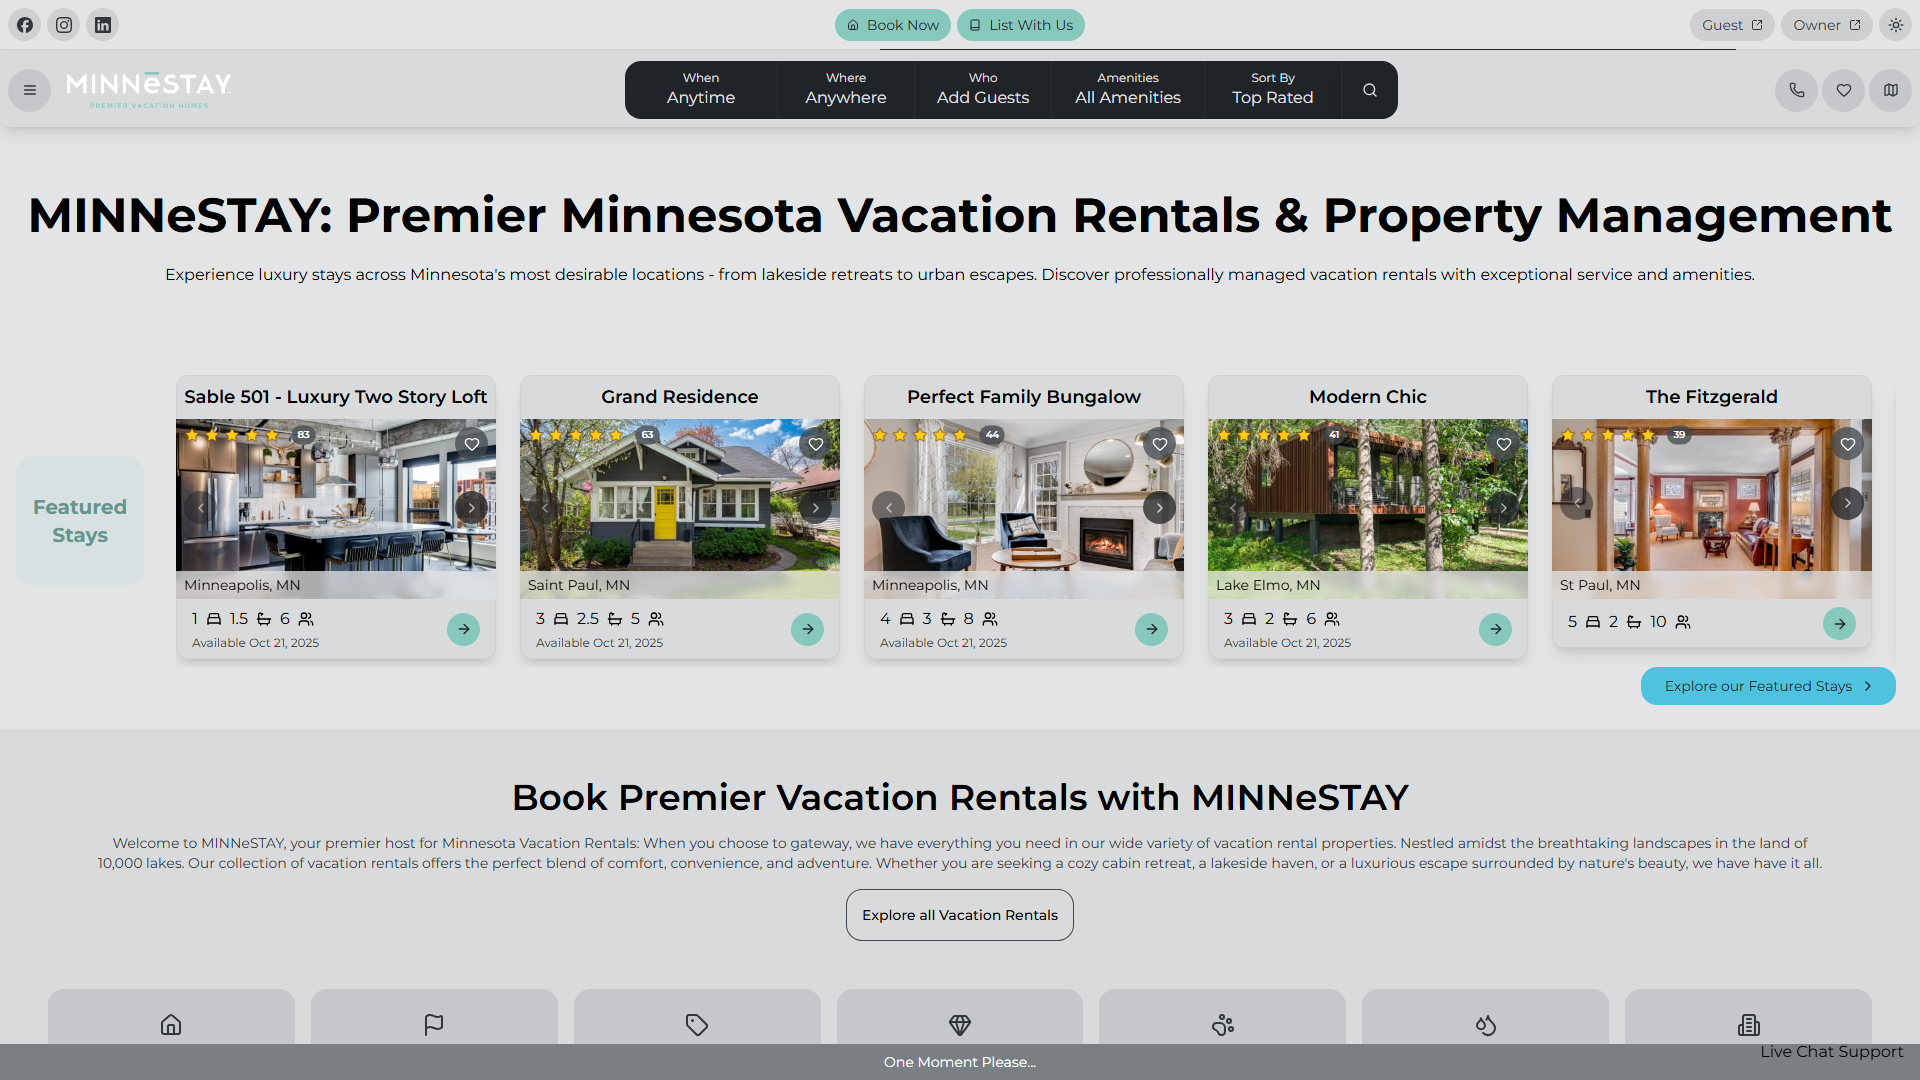 Book Now
List With Us
Guest
Owner
MINNēSTAY
PREMIER VACATION HOMES
When
Anytime
Where
Anywhere
Who
Add Guests
Amenities
All Amenities
Sort By
Top Rated
MINNeSTAY: Premier Minnesota Vacation Rentals & Property Management
Experience luxury stays across Minnesota's most desirable locations - from lakeside retreats to urban escapes. Discover professionally managed vacation rentals with exceptional service and amenities.
Featured
Stays
Sable 501 - Luxury Two Story Loft
83
Minneapolis, MN
1 1.5 6
Available Oct 21, 2025
Grand Residence
63
Saint Paul, MN
3 2.5 5
Available Oct 21, 2025
Perfect Family Bungalow
44
Minneapolis, MN
4 3 8
Available Oct 21, 2025
Modern Chic
41
Lake Elmo, MN
3 2 6
Available Oct 21, 2025
The Fitzgerald
39
St Paul, MN
5 2 10
Explore our Featured Stays
Book Premier Vacation Rentals with MINNeSTAY
Welcome to MINNeSTAY, your premier host for Minnesota Vacation Rentals: When you choose to gateway, we have everything you need in our wide variety of vacation rental properties. Nestled amidst the breathtaking landscapes in the land of
10,000 lakes. Our collection of vacation rentals offers the perfect blend of comfort, convenience, and adventure. Whether you are seeking a cozy cabin retreat, a lakeside haven, or a luxurious escape surrounded by nature's beauty, we have have it all.
Explore all Vacation Rentals
One Moment Please...
Live Chat Support